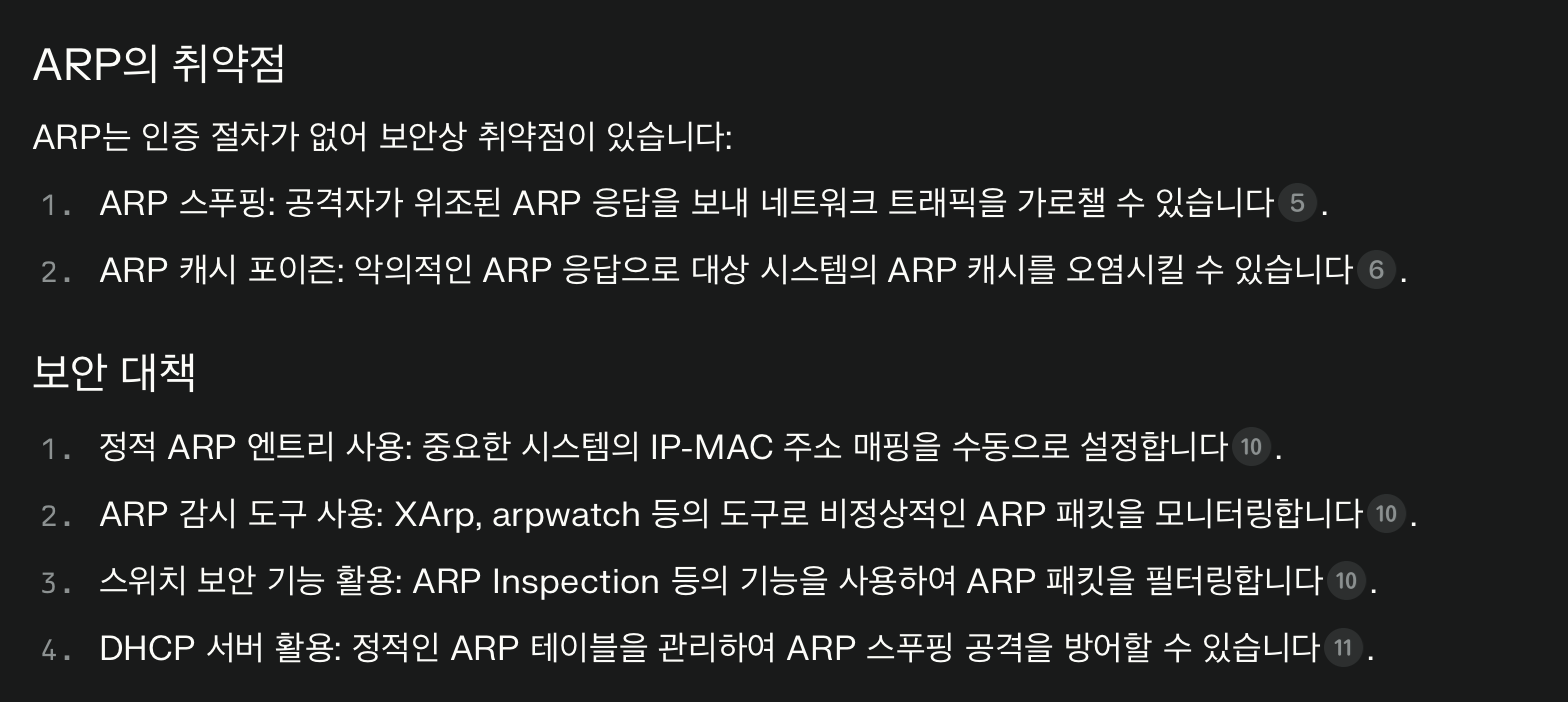 ARP의 취약점
ARP는 인증 절차가 없어 보안상 취약점이 있습니다:
1. ARP 스푸핑: 공격자가 위조된 ARP 응답을 보내 네트워크 트래픽을 가로챌 수 있습니다 5 .
2. ARP 캐시 포이즌: 악의적인 ARP 응답으로 대상 시스템의 ARP 캐시를 오염시킬 수 있습니다 6 .
보안 대책
1. 정적 ARP 엔트리 사용: 중요한 시스템의 IP-MAC 주소 매핑을 수동으로 설정합니다 10 .
2. ARP 감시 도구 사용: XArp, arpwatch 등의 도구로 비정상적인 ARP 패킷을 모니터링합니다 10 .
3. 스위치 보안 기능 활용: ARP Inspection 등의 기능을 사용하여 ARP 패킷을 필터링합니다 10 .
4. DHCP 서버 활용: 정적인 ARP 테이블을 관리하여 ARP 스푸핑 공격을 방어할 수 있습니다 11 .